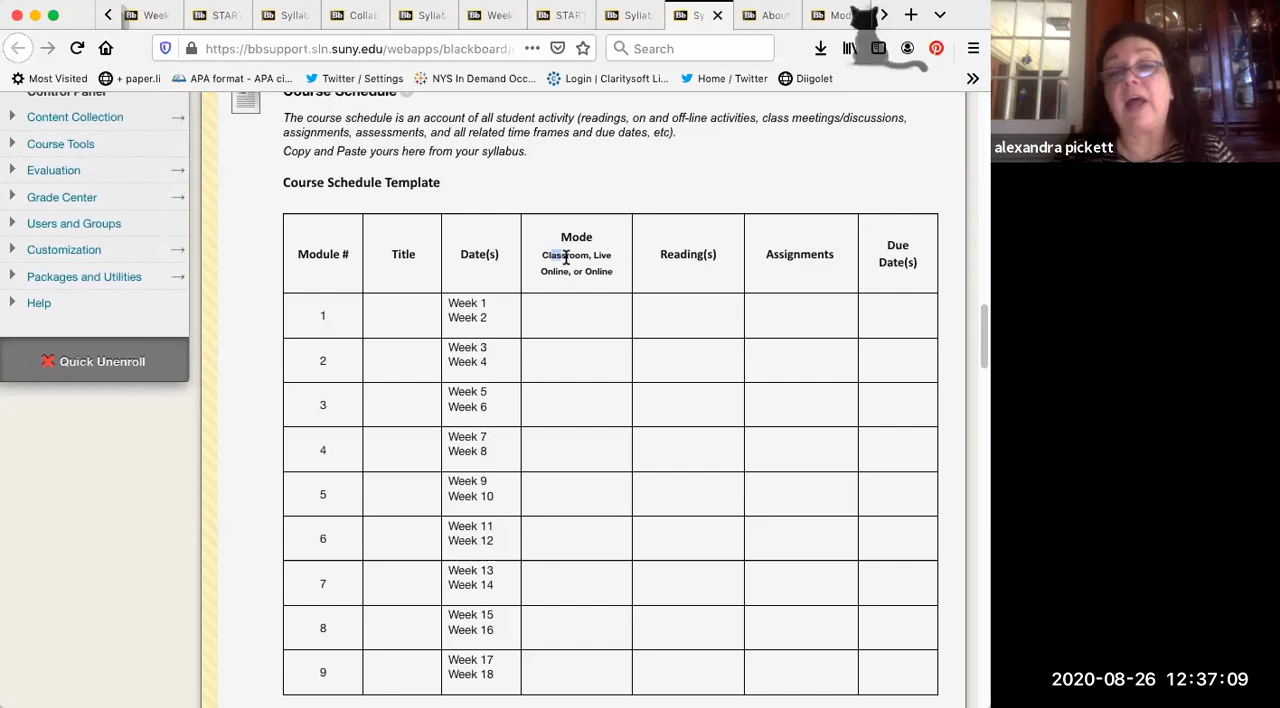 Week
START
Syllab
Collab
Syllab
Week
START
Syllab
Sy
About
Mod
https://bbsupport.sln.suny.edu/webapps/blackboard/
Search
Most Visited
+ paper.li
APA format - APA ci...
Twitter / Settings
NYS In Demand Occ...
Login | Claritysoft L...
Home / Twitter
Diigolet
Control Panel
Content Collection
Course Tools
Evaluation
Grade Center
Users and Groups
Customization
Packages and Utilities
Help
Quick Unenroll
Course Schedule
The course schedule is an account of all student activity (readings, on and off-line activities, class meetings/discussions,
assignments, assessments, and all related time frames and due dates, etc).
Copy and Paste yours here from your syllabus.
Course Schedule Template
Module #
Title
Date(s)
Mode
Classroom, Live
Online, or Online
Reading(s)
Assignments
Due
Date(s)
1
Week 1
Week 2
2
Week 3
Week 4
3
Week 5
Week 6
4
Week 7
Week 8
5
Week 9
Week 10
6
Week 11
Week 12
7
Week 13
Week 14
8
Week 15
Week 16
9
Week 17
Week 18
alexandra pickett
2020-08-26 12:37:09